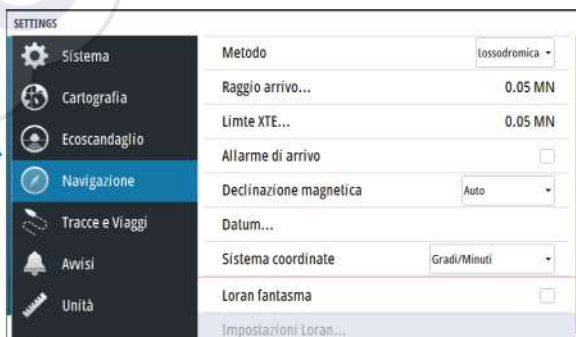 SETTINGS
Sistema
Cartografia
Ecoscandaglio
Navigazione
Tracce e Viaggi
Avvisi
Unità
Metodo lossodromica
Raggio arrivo... 0.05 MN
Limte XTE... 0.05 MN
Allarme di arrivo
Declinazione magnetica Auto
Datum...
Sistema coordinate Gradi/Minuti
Loran fantasma
Impostazioni Loran...